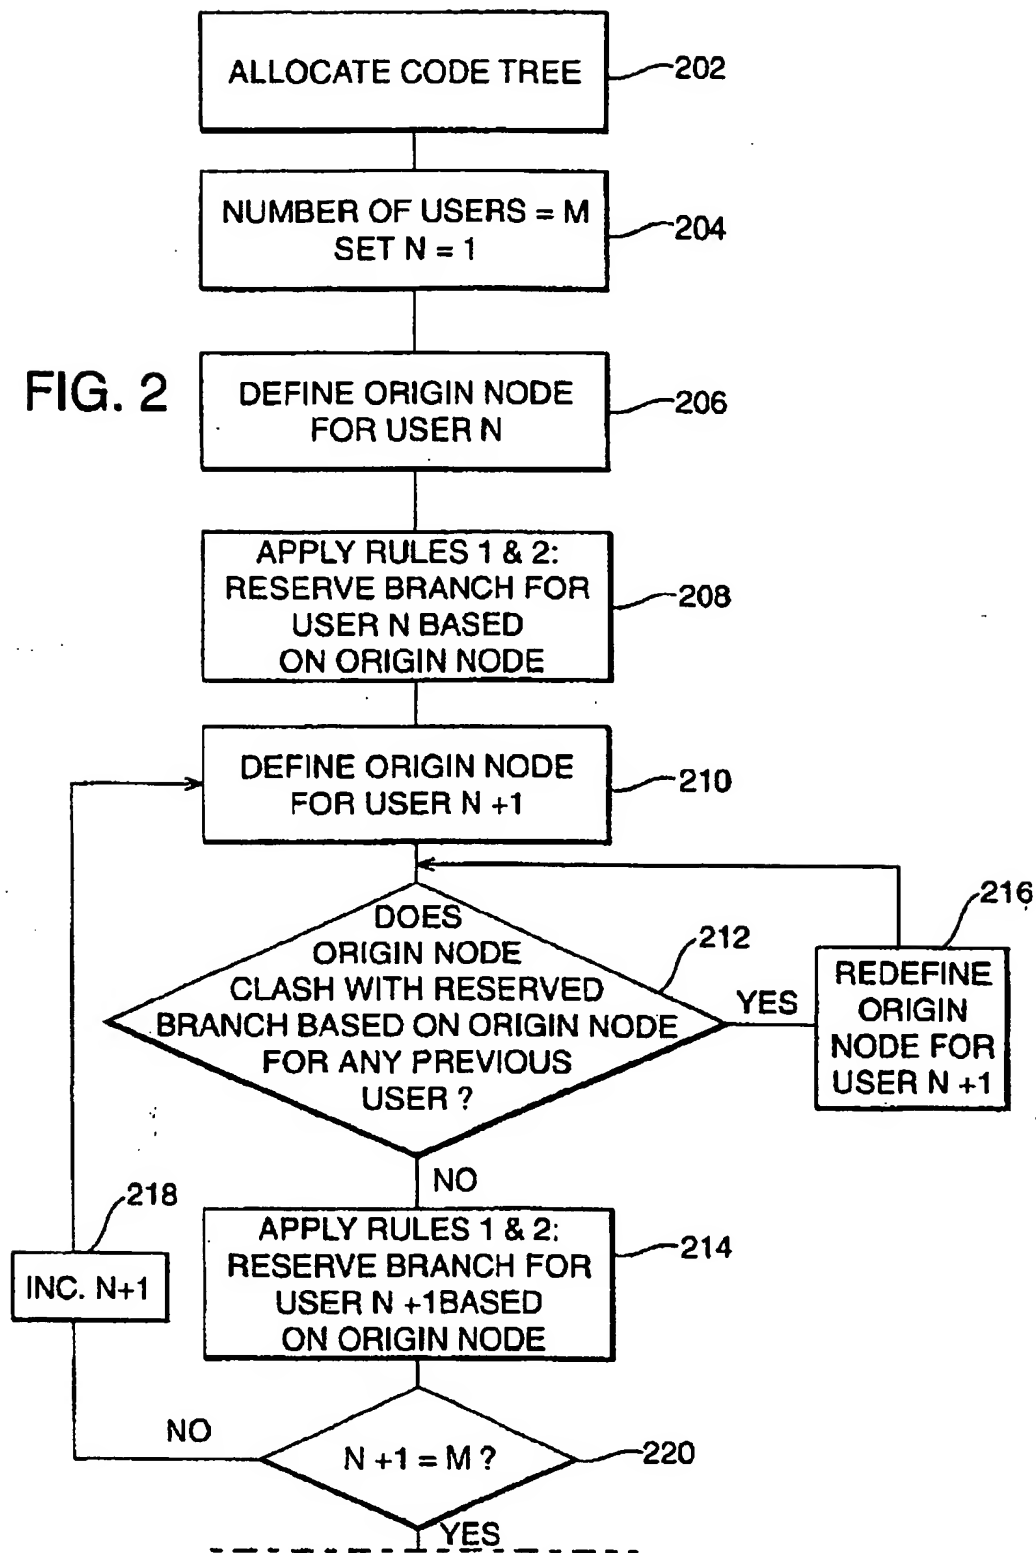 ALLOCATE CODE TREE
202
NUMBER OF USERS = M
SET N = 1
204
FIG. 2
DEFINE ORIGIN NODE
FOR USER N
206
APPLY RULES 1 & 2:
RESERVE BRANCH FOR
USER N BASED
ON ORIGIN NODE
208
DEFINE ORIGIN NODE
FOR USER N +1
210
DOES
ORIGIN NODE
CLASH WITH RESERVED
BRANCH BASED ON ORIGIN NODE
FOR ANY PREVIOUS
USER ?
212
YES
216
REDEFINE
ORIGIN
NODE FOR
USER N +1
NO
218
INC. N+1
APPLY RULES 1 & 2:
RESERVE BRANCH FOR
USER N +1BASED
ON ORIGIN NODE
214
NO
N +1 = M ?
220
YES